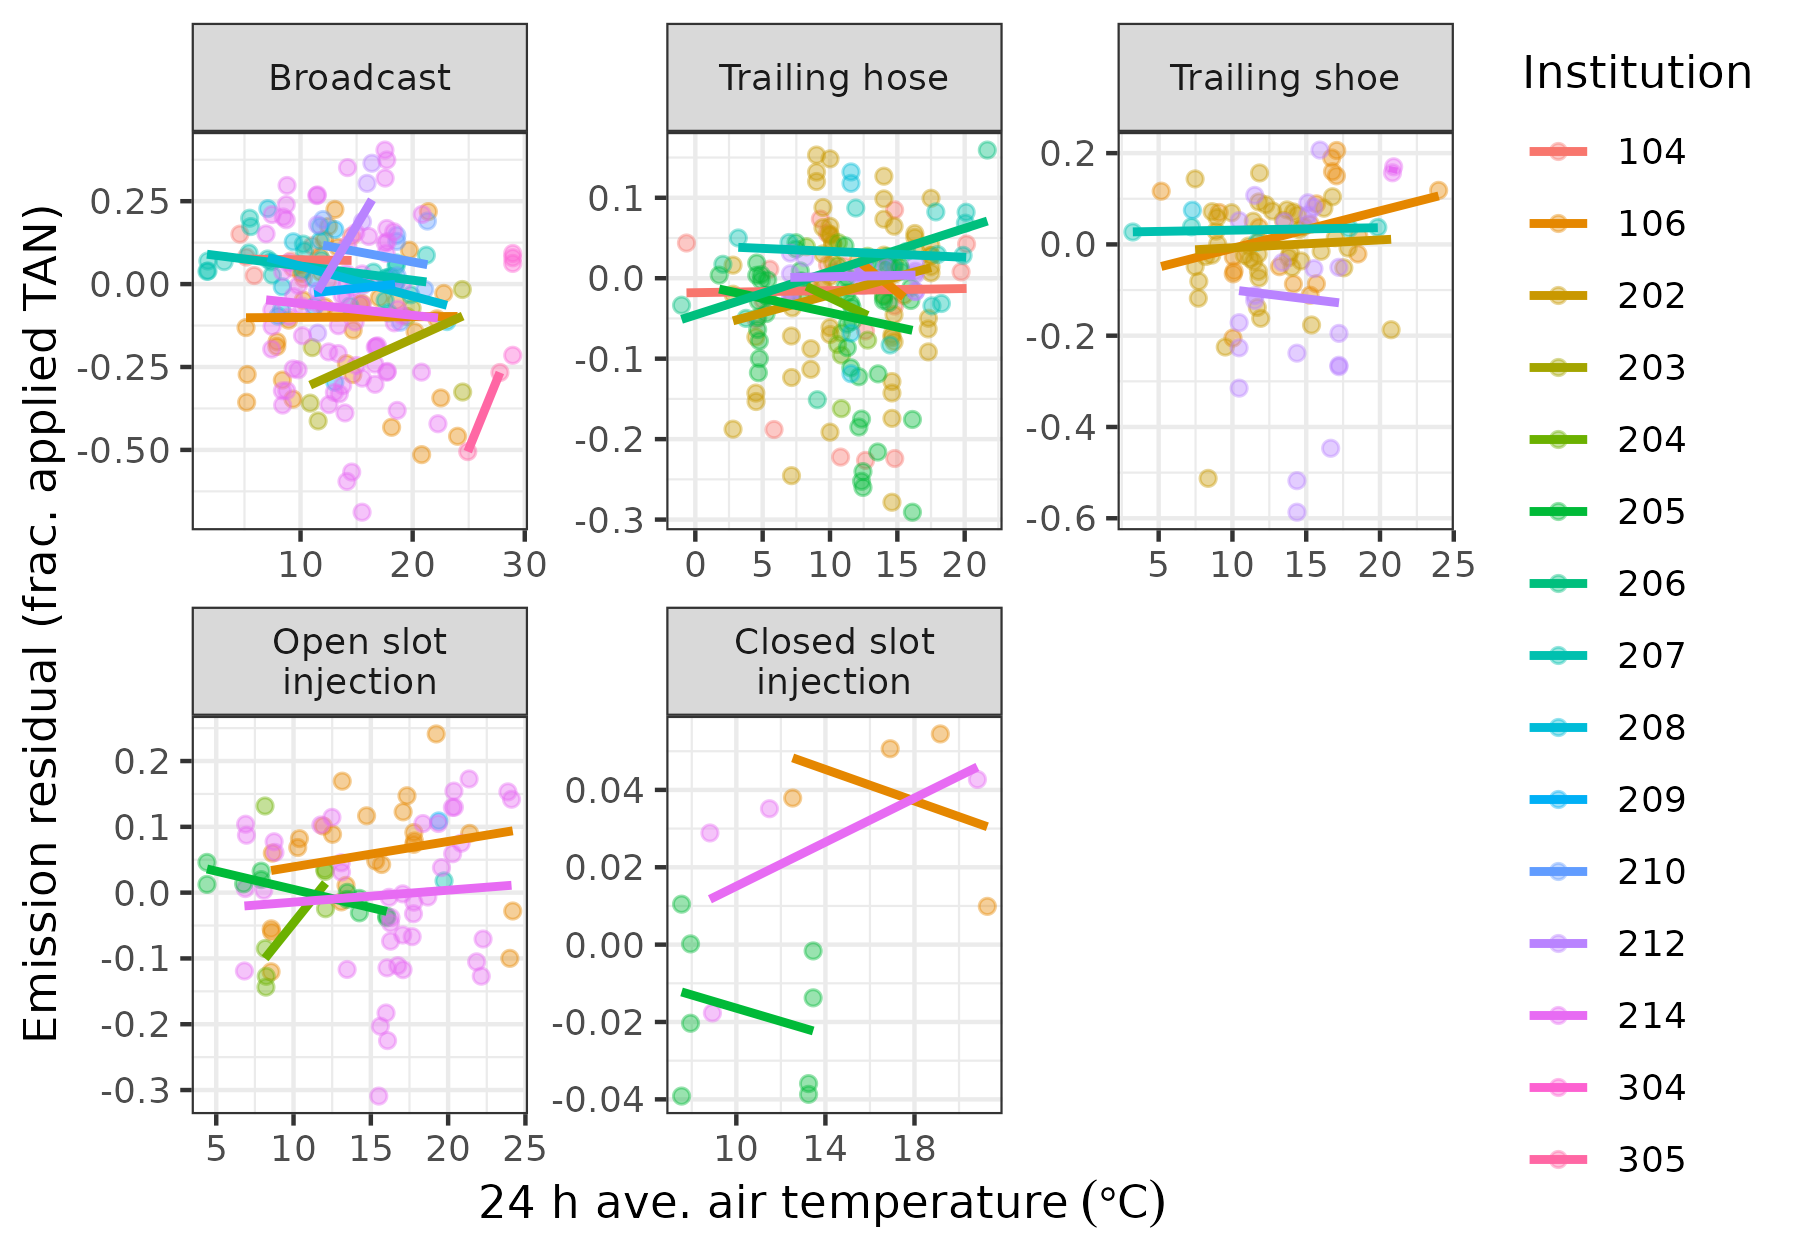 Broadcast
Trailing hose
Trailing shoe
Institution
0.25
0.00
-0.25
-0.50
10 20 30
0.1
0.0
-0.1
-0.2
-0.3
0 5 10 15 20
0.2
0.0
-0.2
-0.4
-0.6
5 10 15 20 25
104
106
202
203
204
205
206
207
208
209
210
212
214
304
305
Open slot
injection
Closed slot
injection
0.2
0.1
0.0
-0.1
-0.2
-0.3
5 10 15 20 25
0.04
0.02
0.00
-0.02
-0.04
10 14 18
24 h ave. air temperature (°C)
Emission residual (frac. applied TAN)